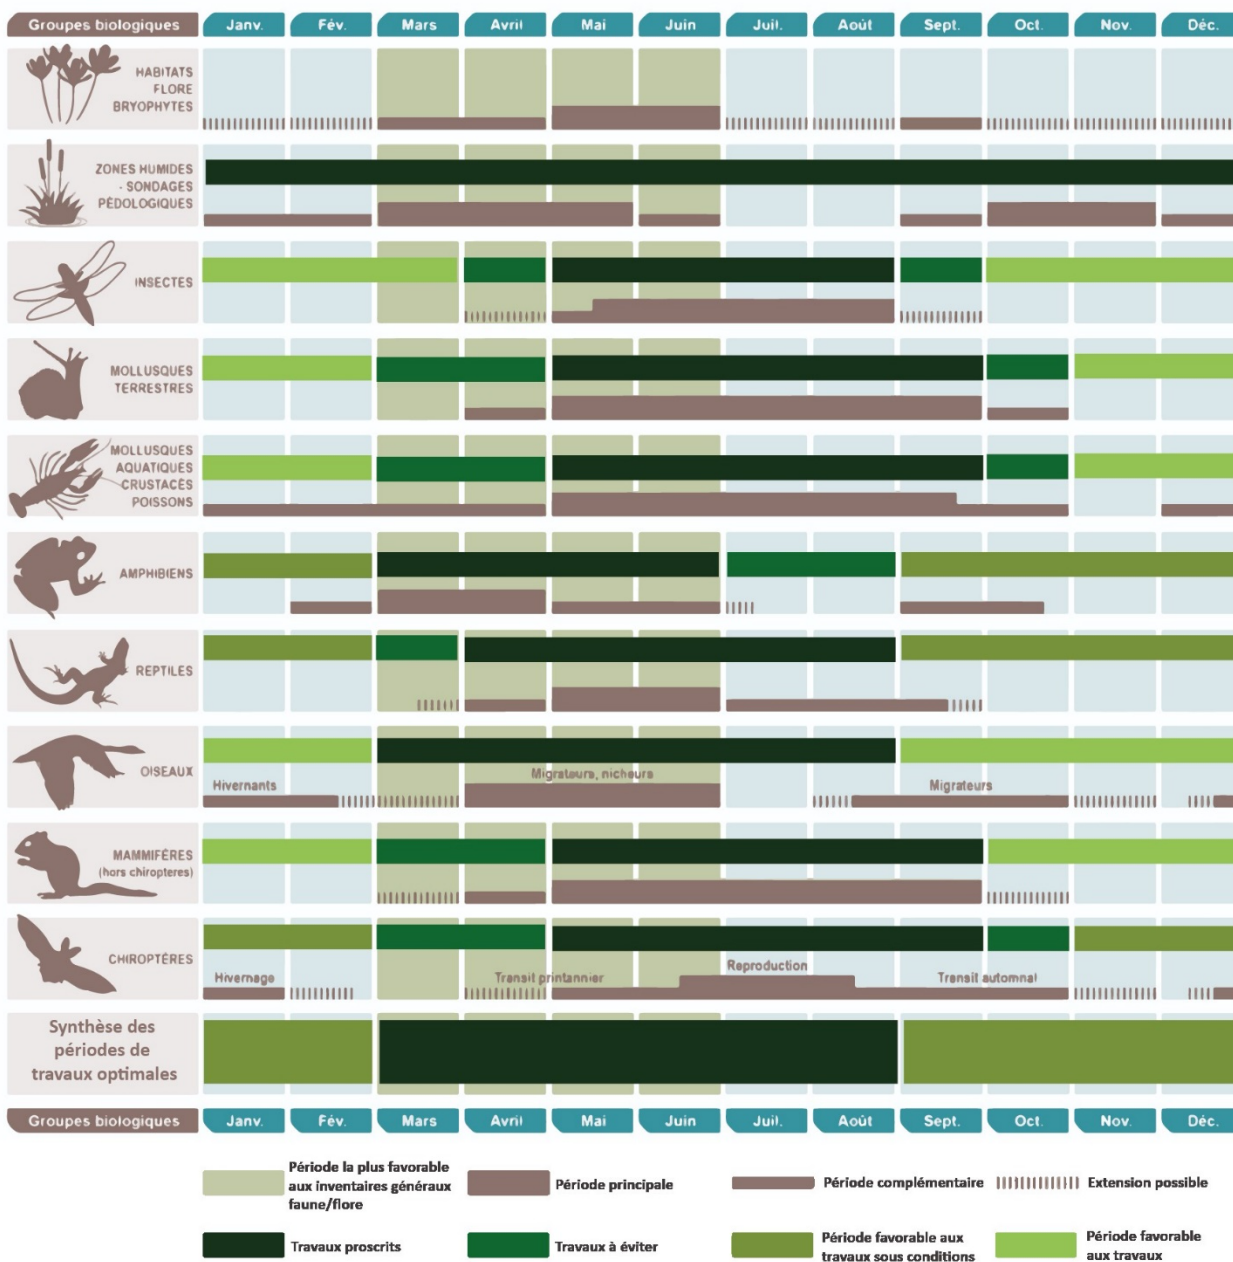 Groupes biologiques Janv. Fév. Mars Avril Mai Juin Juil. Août Sept. Oct. Nov. Déc.
HABITATS
FLORE
BRYOPHYTES
ZONES HUMIDES
- SONDAGES
PÉDOLOGIQUES
INSECTES
MOLLUSQUES
TERRESTRES
MOLLUSQUES
AQUATIQUES
CRUSTACÉS
POISSONS
AMPHIBIENS
REPTILES
OISEAUX
Hivernants
Migrateurs, nicheurs
Migrateurs
MAMMIFÈRES
(hors chiropteres)
CHIROPTÈRES
Hivernage
Transit printannier
Reproduction
Transit automnal
Synthèse des
périodes de
travaux optimales
Groupes biologiques Janv. Fév. Mars Avril Mai Juin Juil. Août Sept. Oct. Nov. Déc.
Période la plus favorable
aux inventaires généraux
faune/flore
Période principale
Période complémentaire
Extension possible
Travaux proscrits
Travaux à éviter
Période favorable aux
travaux sous conditions
Période favorable
aux travaux